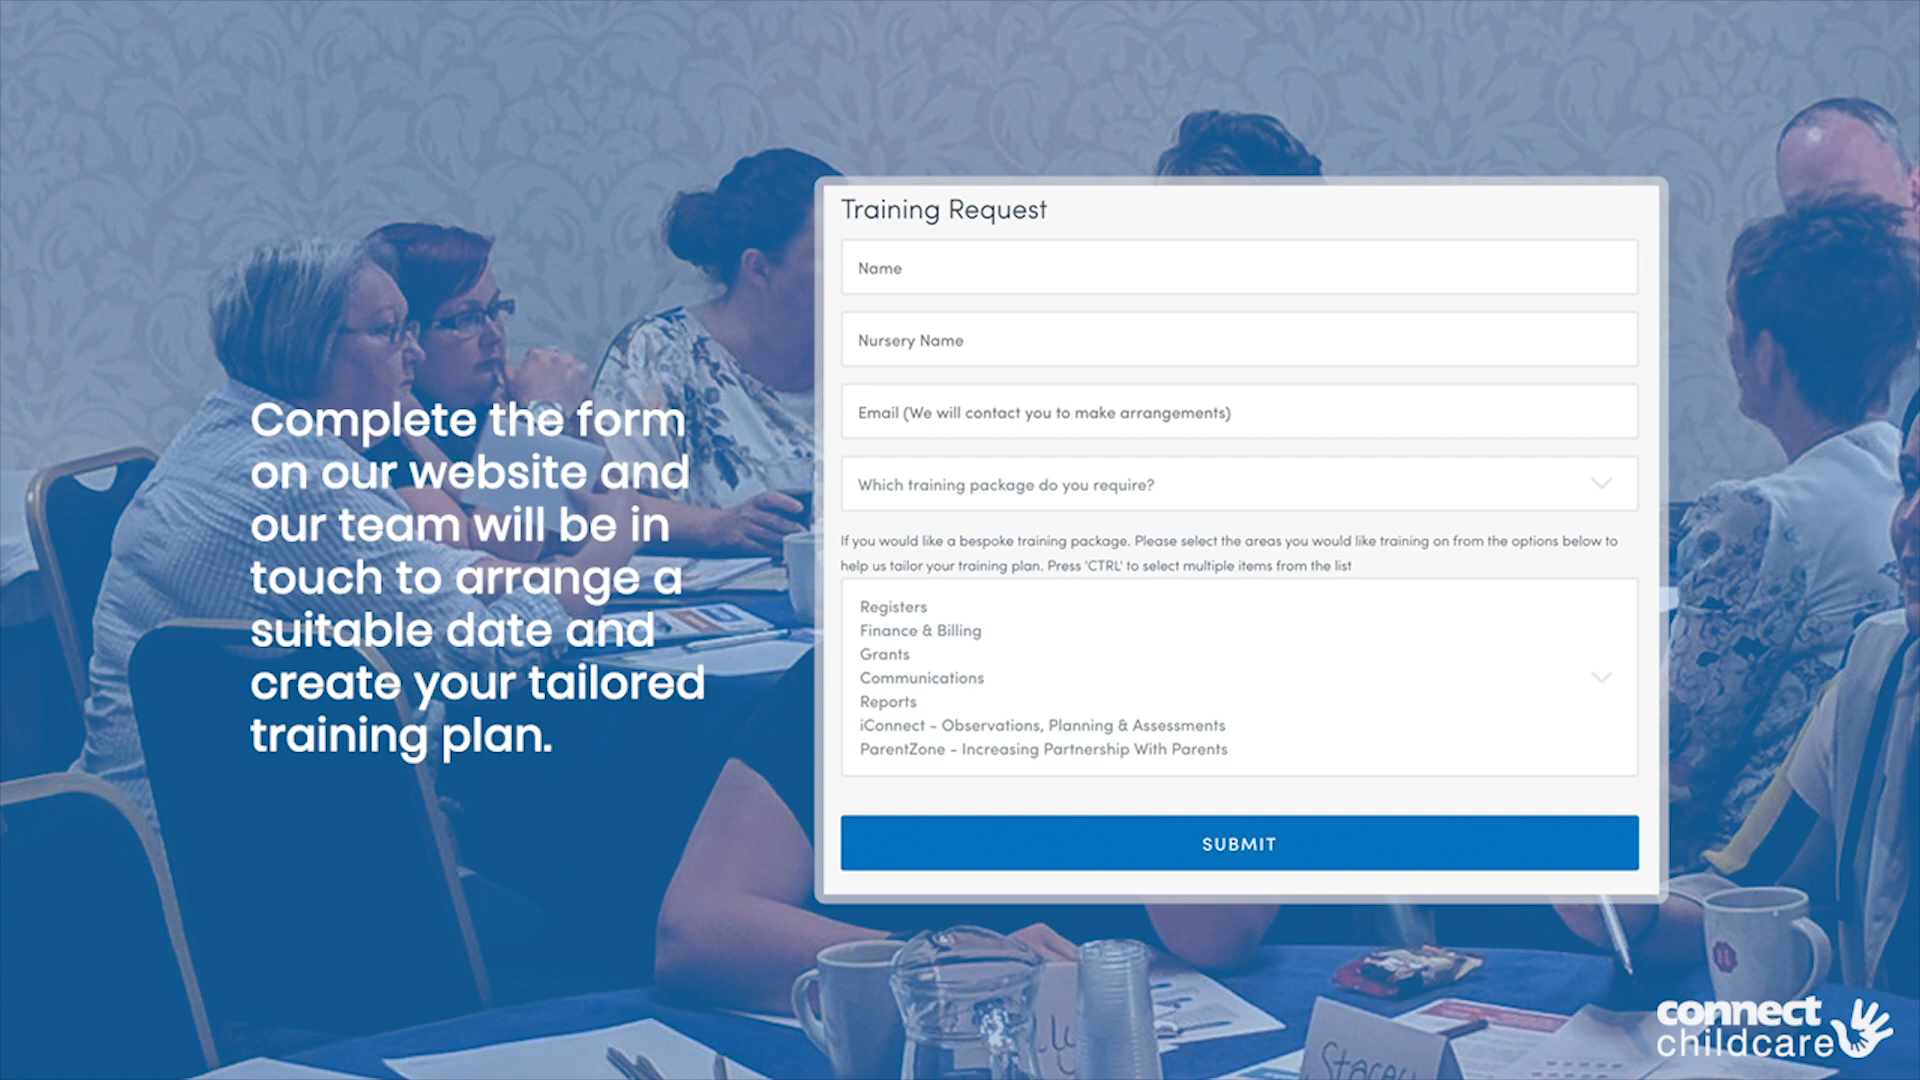 Complete the form
on our website and
our team will be in
touch to arrange a
suitable date and
create your tailored
training plan.
Training Request
Name
Nursery Name
Email (We will contact you to make arrangements)
Which training package do you require?
If you would like a bespoke training package. Please select the areas you would like training on from the options below to
help us tailor your training plan. Press 'CTRL' to select multiple items from the list
Registers
Finance & Billing
Grants
Communications
Reports
iConnect - Observations, Planning & Assessments
ParentZone - Increasing Partnership With Parents
SUBMIT
Stacey
connect
childcare